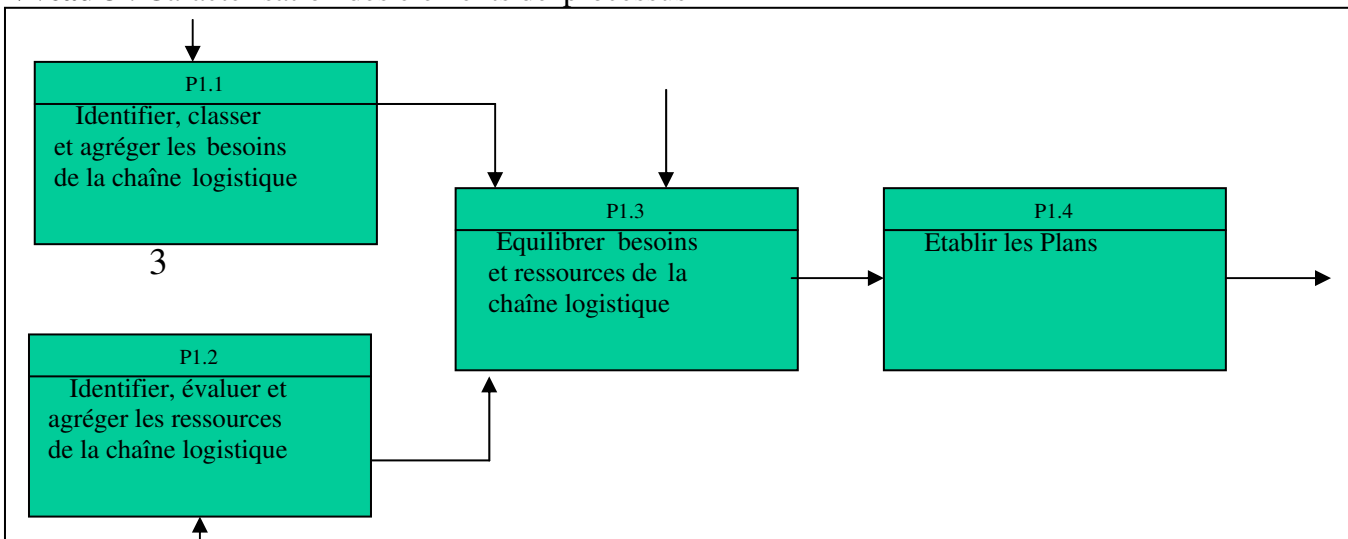 P1.1
Identifier, classer
et agréger les besoins
de la chaîne logistique
3
P1.2
Identifier, évaluer et
agréger les ressources
de la chaîne logistique
P1.3
Equilibrer besoins
et ressources de la
chaîne logistique
P1.4
Etablir les Plans